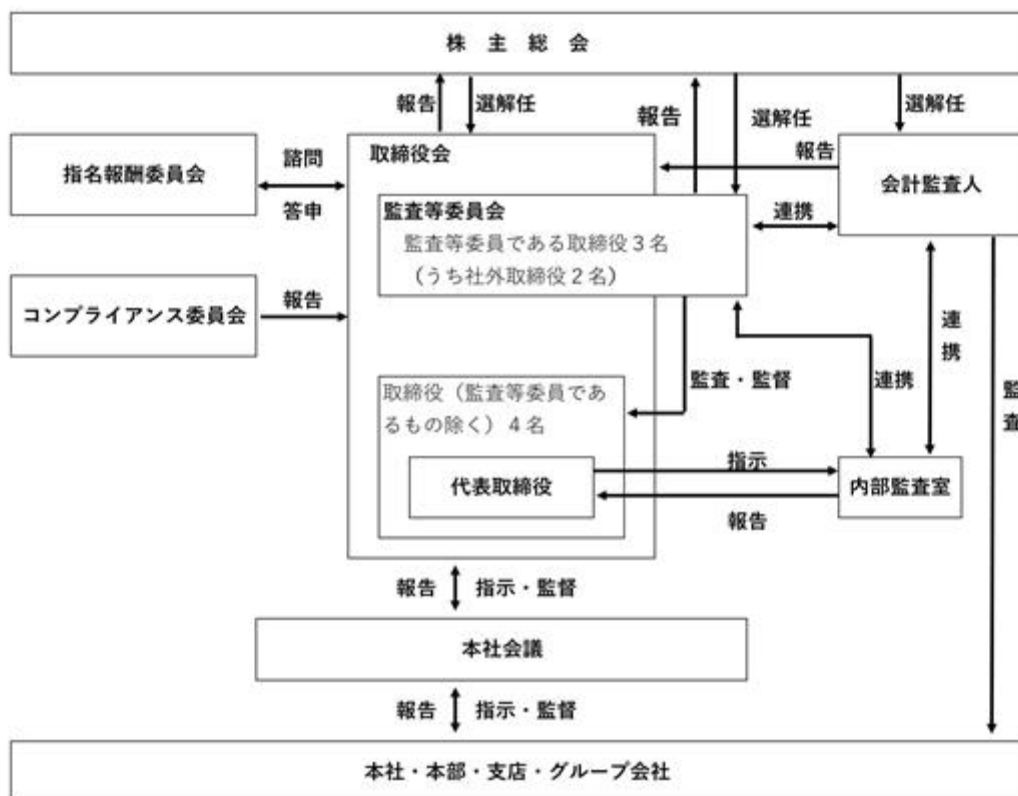 株 主 総 会
報告
選解任
報告
選解任
選解任
指名報酬委員会
諮問
答申
取締役会
報告
会計監査人
監査等委員会
監査等委員である取締役３名
（うち社外取締役２名）
連携
コンプライアンス委員会
報告
連
携
監査・監督
連携
監
査
取締役（監査等委員であ
るもの除く）４名
代表取締役
指示
報告
内部監査室
報告
指示・監督
本社会議
報告
指示・監督
本社・本部・支店・グループ会社